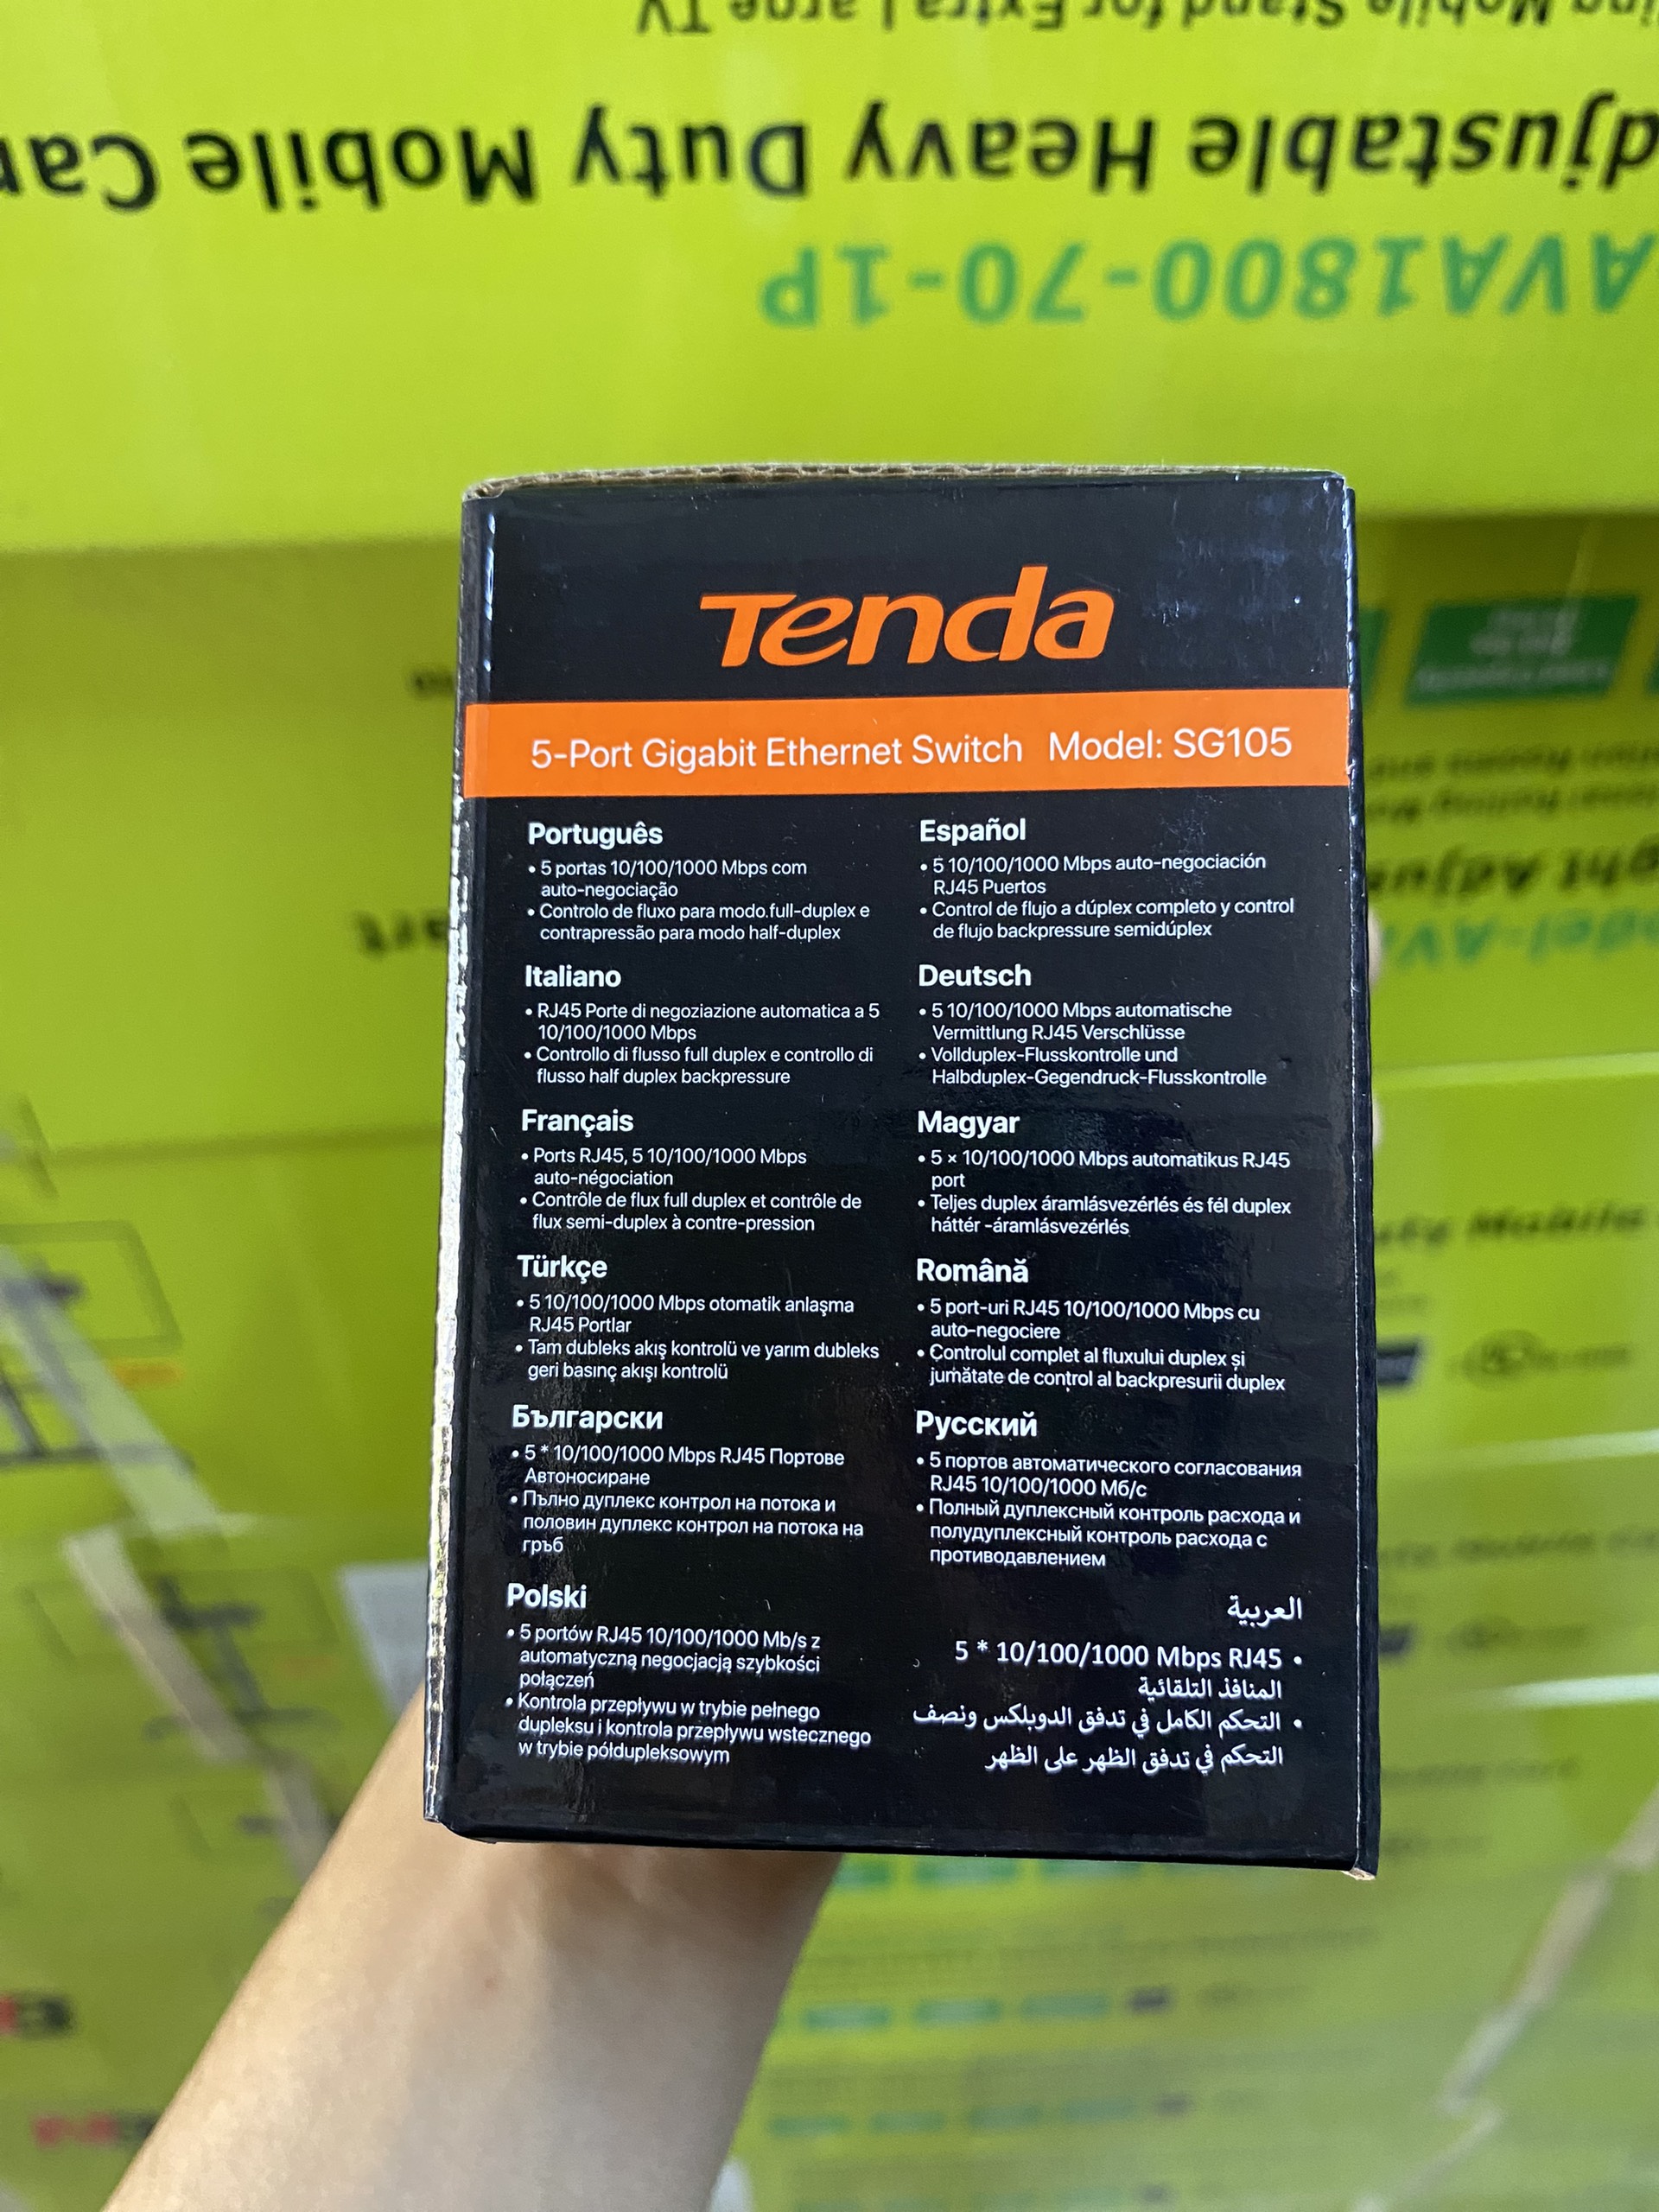 ing Mobile Stand for Extra Large TV
djustable Heavy Duty Mobile Car
AVA1800-70-1P
Tenda
5-Port Gigabit Ethernet Switch Model: SG105
Português
• 5 portas 10/100/1000 Mbps com
auto-negociação
• Controlo de fluxo para modo.full-duplex e
contrapressão para modo half-duplex
Español
• 5 10/100/1000 Mbps auto-negociación
RJ45 Puertos
• Control de flujo a dúplex completo y control
de flujo backpressure semidúplex
Italiano
• RJ45 Porte di negoziazione automatica a 5
10/100/1000 Mbps
• Controllo di flusso full duplex e controllo di
flusso half duplex backpressure
Deutsch
• 5 10/100/1000 Mbps automatische
Vermittlung RJ45 Verschlüsse
• Vollduplex-Flusskontrolle und
Halbduplex-Gegendruck-Flusskontrolle
Français
• Ports RJ45, 5 10/100/1000 Mbps
auto-négociation
• Contrôle de flux full duplex et contrôle de
flux semi-duplex à contre-pression
Magyar
• 5 × 10/100/1000 Mbps automatikus RJ45
port
• Teljes duplex áramlásvezérlés és fél duplex
háttér -áramlásvezérlés
Türkçe
• 5 10/100/1000 Mbps otomatik anlaşma
RJ45 Portlar
• Tam dubleks akış kontrolü ve yarım dubleks
geri basınç akışı kontrolü
Română
• 5 port-uri RJ45 10/100/1000 Mbps cu
auto-negociere
• Controlul complet al fluxului duplex și
jumătate de control al backpresurii duplex
Български
• 5 * 10/100/1000 Mbps RJ45 Портове
Автоносиране
• Пълно дуплекс контрол на потока и
половин дуплекс контрол на потока на
гръб
Русский
• 5 портов автоматического согласования
RJ45 10/100/1000 Мб/с
• Полный дуплексный контроль расхода и
полудуплексный контроль расхода с
противодавлением
Polski
• 5 portów RJ45 10/100/1000 Mb/s z
automatyczną negocjacją szybkości
połączeń
• Kontrola przepływu w trybie pełnego
dupleksu i kontrola przepływu wstecznego
w trybie półdupleksowym
العربية
• 5 * 10/100/1000 Mbps RJ45
المنافذ التلقائية
• التحكم الكامل في تدفق الدوبلكس ونصف
التحكم في تدفق الظهر على الظهر